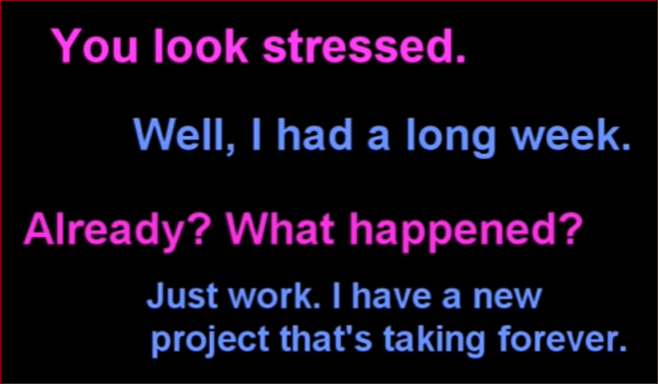 You look stressed.
Well, I had a long week.
Already? What happened?
Just work. I have a new
project that's taking forever.